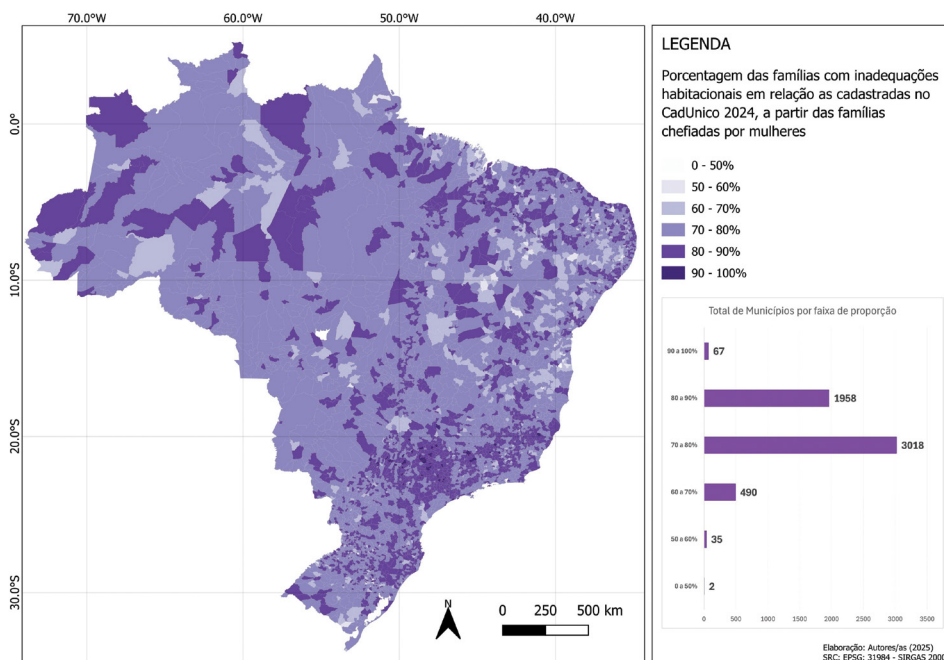 70.0°W 60.0°W 50.0°W 40.0°W
0.0°
10.0°S
20.0°S
30.0°S
N
0 250 500 km
LEGENDA
Porcentagem das famílias com inadequações
habitacionais em relação as cadastradas no
CadUnico 2024, a partir das famílias
chefiadas por mulheres
0 - 50%
50 - 60%
60 - 70%
70 - 80%
80 - 90%
90 - 100%
Total de Municípios por faixa de proporção
90 a 100% 67
80 a 90% 1958
70 a 80% 3018
60 a 70% 490
50 a 60% 35
0 a 50% 2
0 500 1000 1500 2000 2500 3000 3500
Elaboração: Autores/as (2025)
SRC: EPSG: 31984 - SIRGAS 2000